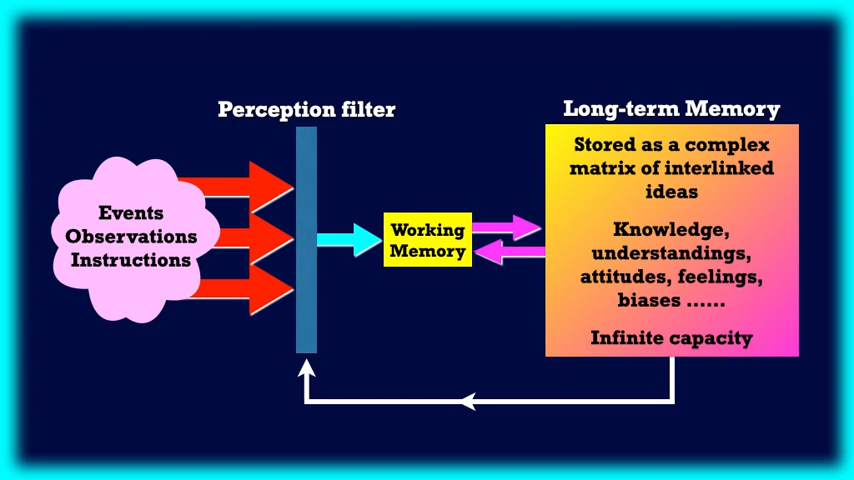 Perception filter
Long-term Memory
Events
Observations
Instructions
Working
Memory
Stored as a complex
matrix of interlinked
ideas
Knowledge,
understandings,
attitudes, feelings,
biases ......
Infinite capacity